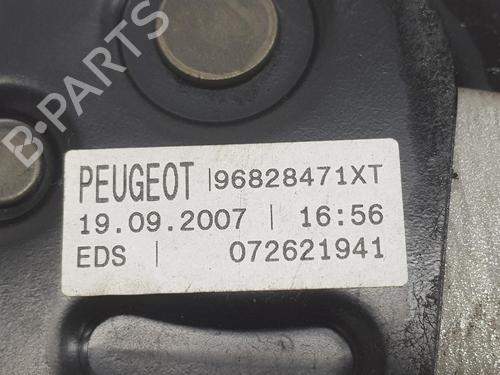 B-PARTS
PEUGEOT | 96828471XT
19.09.2007 | 16:56
EDS | 072621941